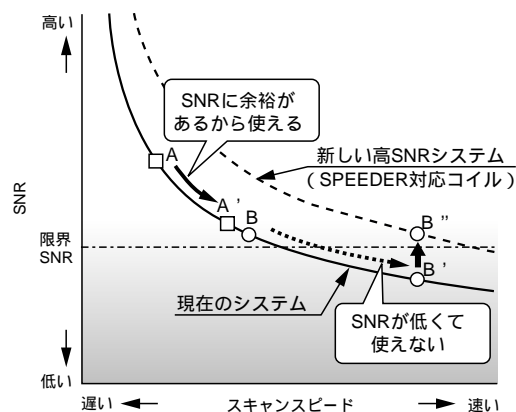 高い
SNRに余裕が
あるから使える
新しい高SNRシステム
（SPEEDER対応コイル）
A
A'
B
B"
SNR
限界
SNR
B'
現在のシステム
SNRが低くて
使えない
低い
遅い
スキャンスピード
速い